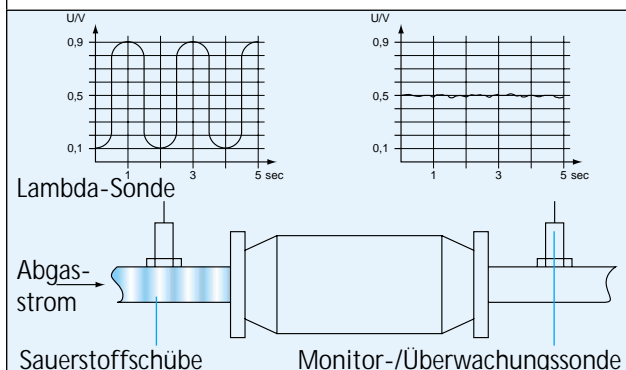 U/V
0,9
0,5
0,1
1
3
5 sec
U/V
0,9
0,5
0,1
1
3
5 sec
Lambda-Sonde
Abgas-
strom
Sauerstoffschübe
Monitor-/Überwachungssonde